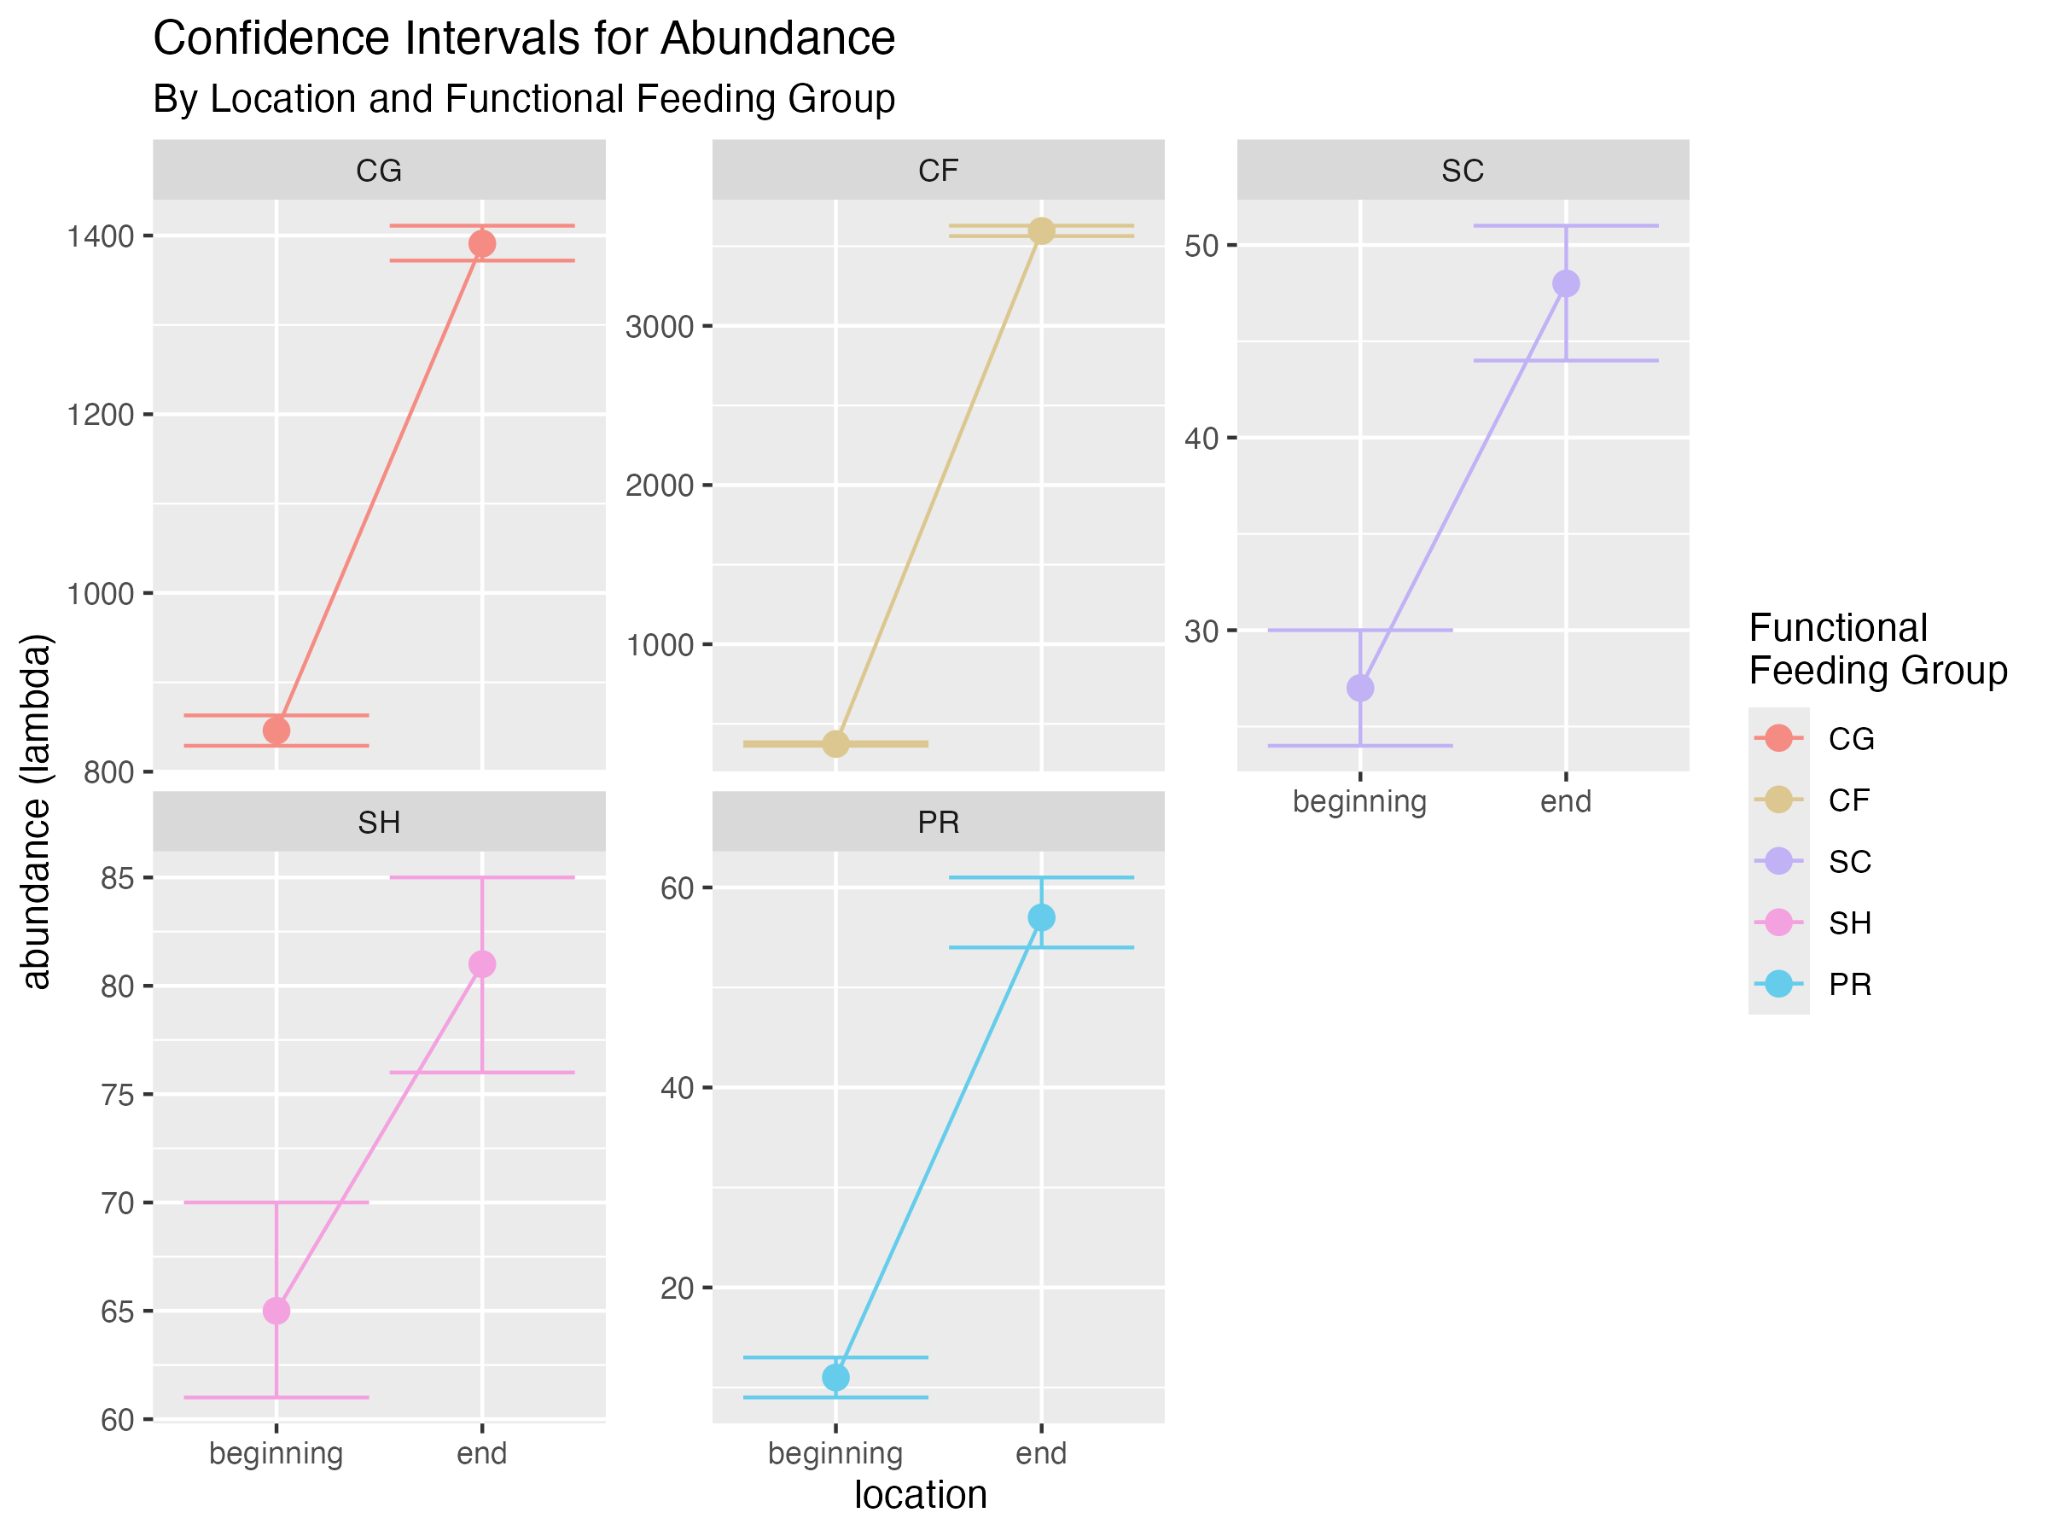 Confidence Intervals for Abundance
By Location and Functional Feeding Group
CG
CF
SC
1400
1200
1000
800
3000
2000
1000
50
40
30
beginning
end
SH
PR
85
80
75
70
65
60
60
40
20
beginning
end
beginning
end
location
abundance (lambda)
Functional
Feeding Group
CG
CF
SC
SH
PR